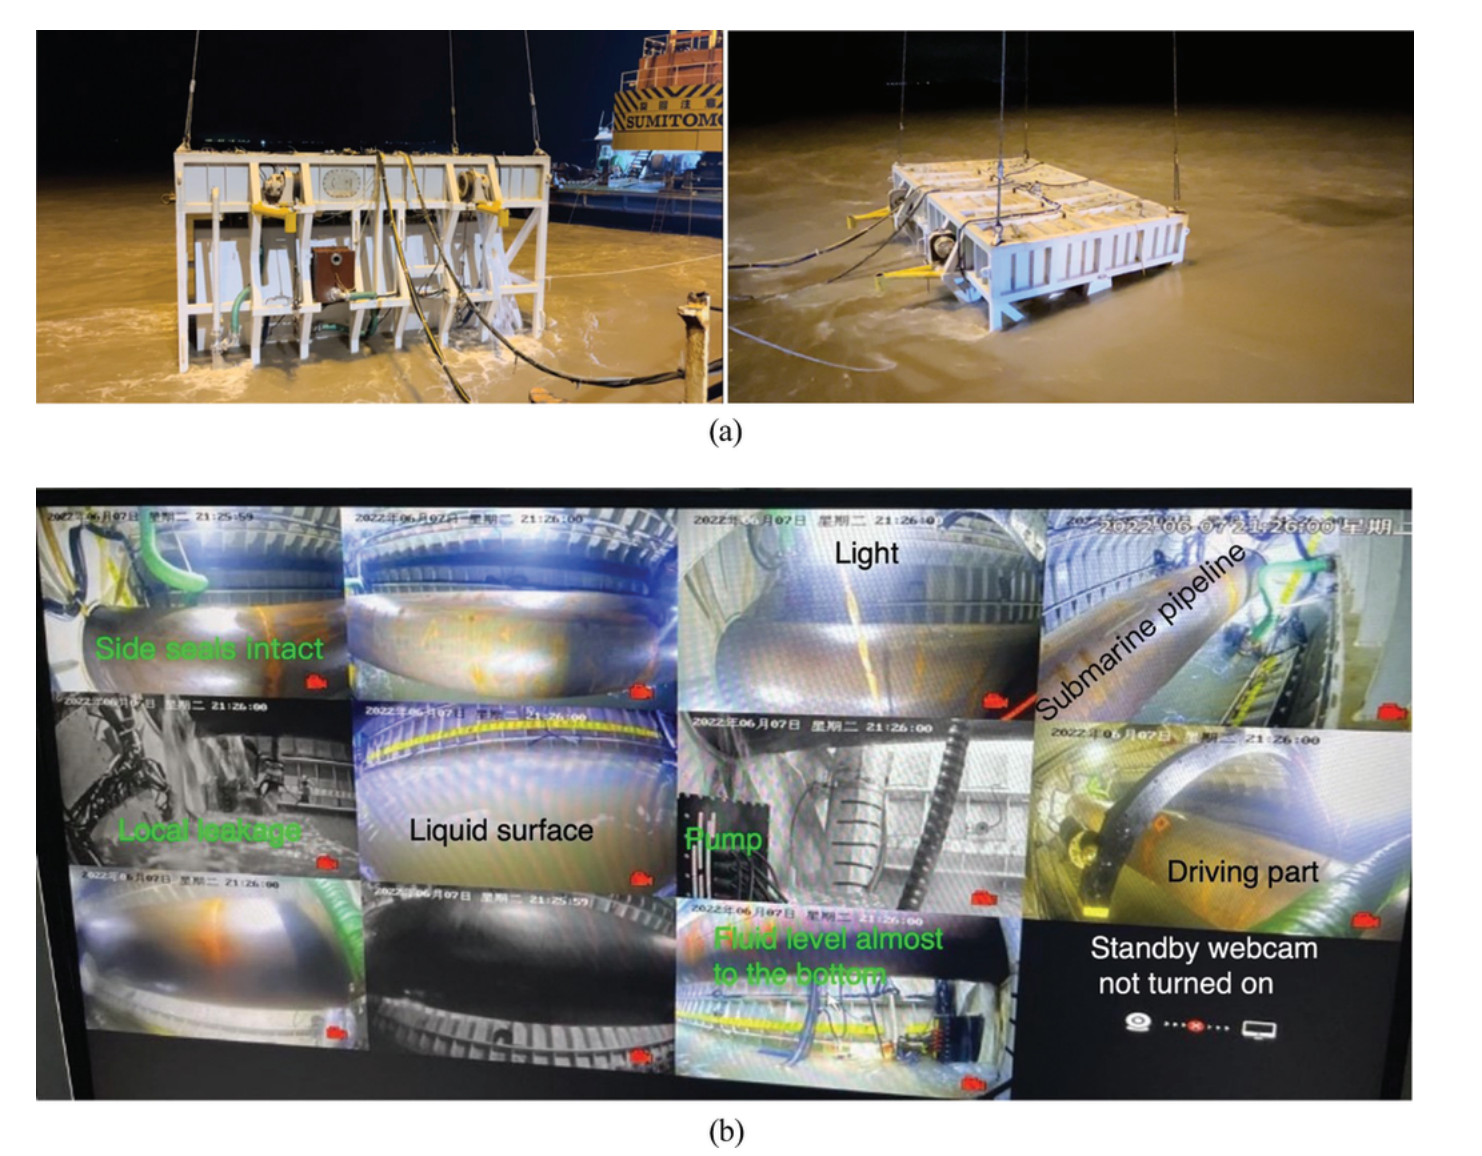 SUMITOMO
(a)
2022年06月07日 星期二 21:25:59
2022年06月07日 星期二 21:26:00
2022年06月07日 星期二 21:26:0
2022-06-07 21:26:00 星期二
Light
Submarine pipeline
Side seals intact
2022年06月07日 星期二 21:26:00
2022年06月07日 星期二 21:26:00
2022年06月07日 星期二 21:26:00
2022年06月07日 星期二 21:26:00
Local leakage
Liquid surface
Pump
Driving part
2022年06月07日 星期二 21:26:00
2022年06月07日 星期二 21:25:59
2022年06月07日 星期二 21:26:00
Fluid level almost
to the bottom
Standby webcam
not turned on
(b)